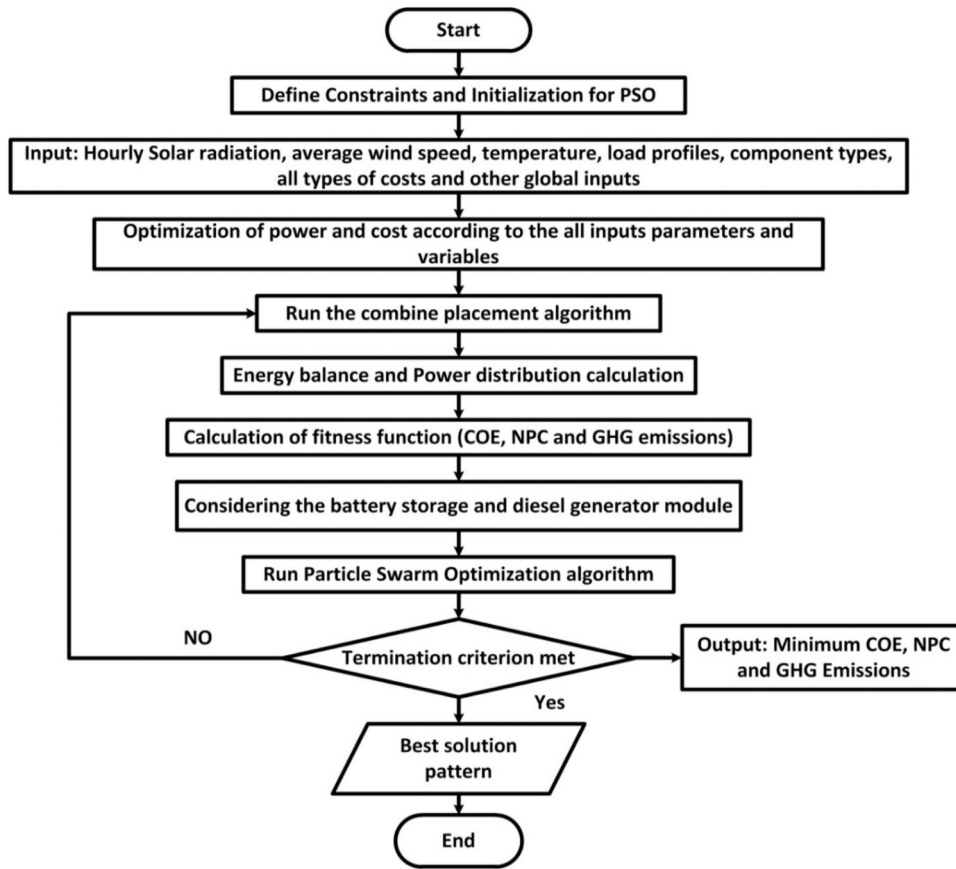 Start
Define Constraints and Initialization for PSO
Input: Hourly Solar radiation, average wind speed, temperature, load profiles, component types,
all types of costs and other global inputs
Optimization of power and cost according to the all inputs parameters and
variables
Run the combine placement algorithm
Energy balance and Power distribution calculation
Calculation of fitness function (COE, NPC and GHG emissions)
Considering the battery storage and diesel generator module
Run Particle Swarm Optimization algorithm
NO
Termination criterion met
Output: Minimum COE, NPC
and GHG Emissions
Yes
Best solution
pattern
End